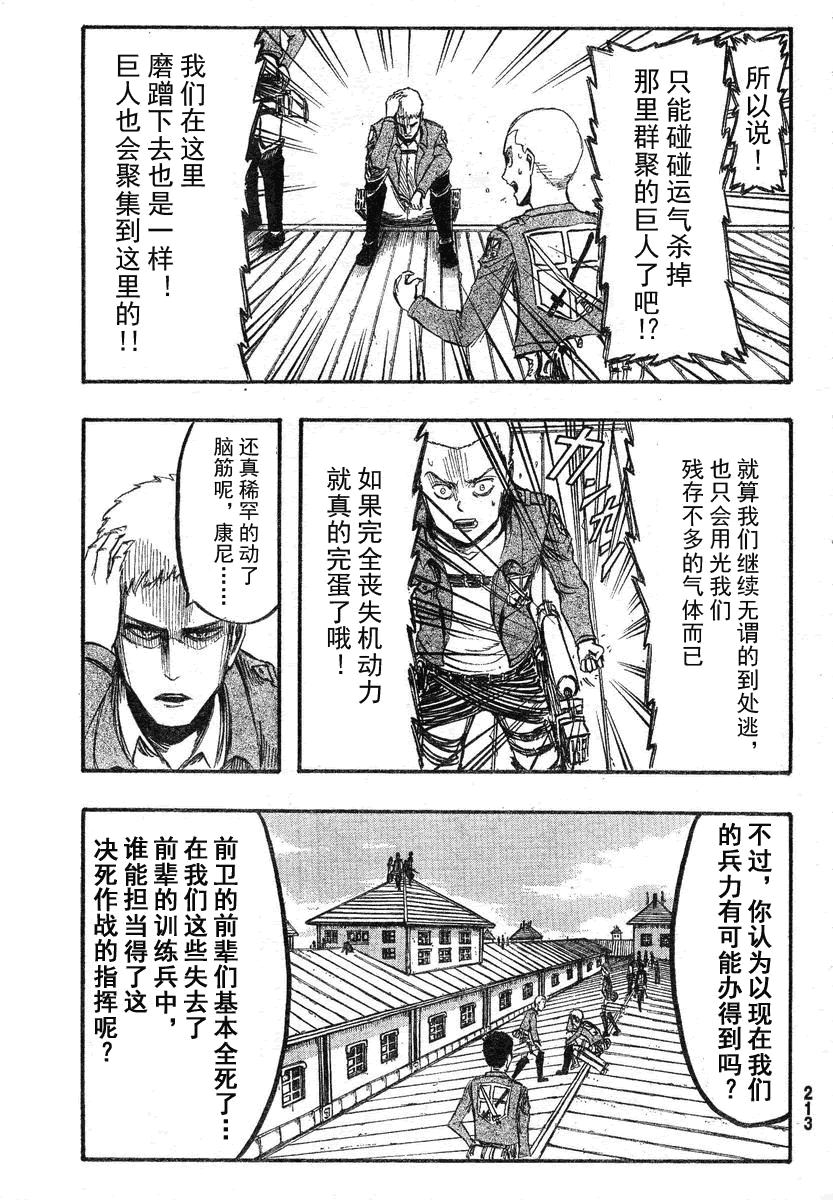 所以说！
只能碰碰运气杀掉
那里群聚的巨人了吧!?
我们在这里
磨蹭下去也是一样！
巨人也会聚集到这里的!!
就算我们继续无谓的到处逃，
也只会用光我们
残存不多的气体而已
ガシャン
如果完全丧失机动力
就真的完蛋了哦！
还真稀罕的动了
脑筋呢，康尼……
不过，你认为以现在我们
的兵力有可能办得到吗？
前卫的前辈们基本全死了…
在我们这些失去了
前辈的训练兵中，
谁能担当得了这
决死作战的指挥呢？
213